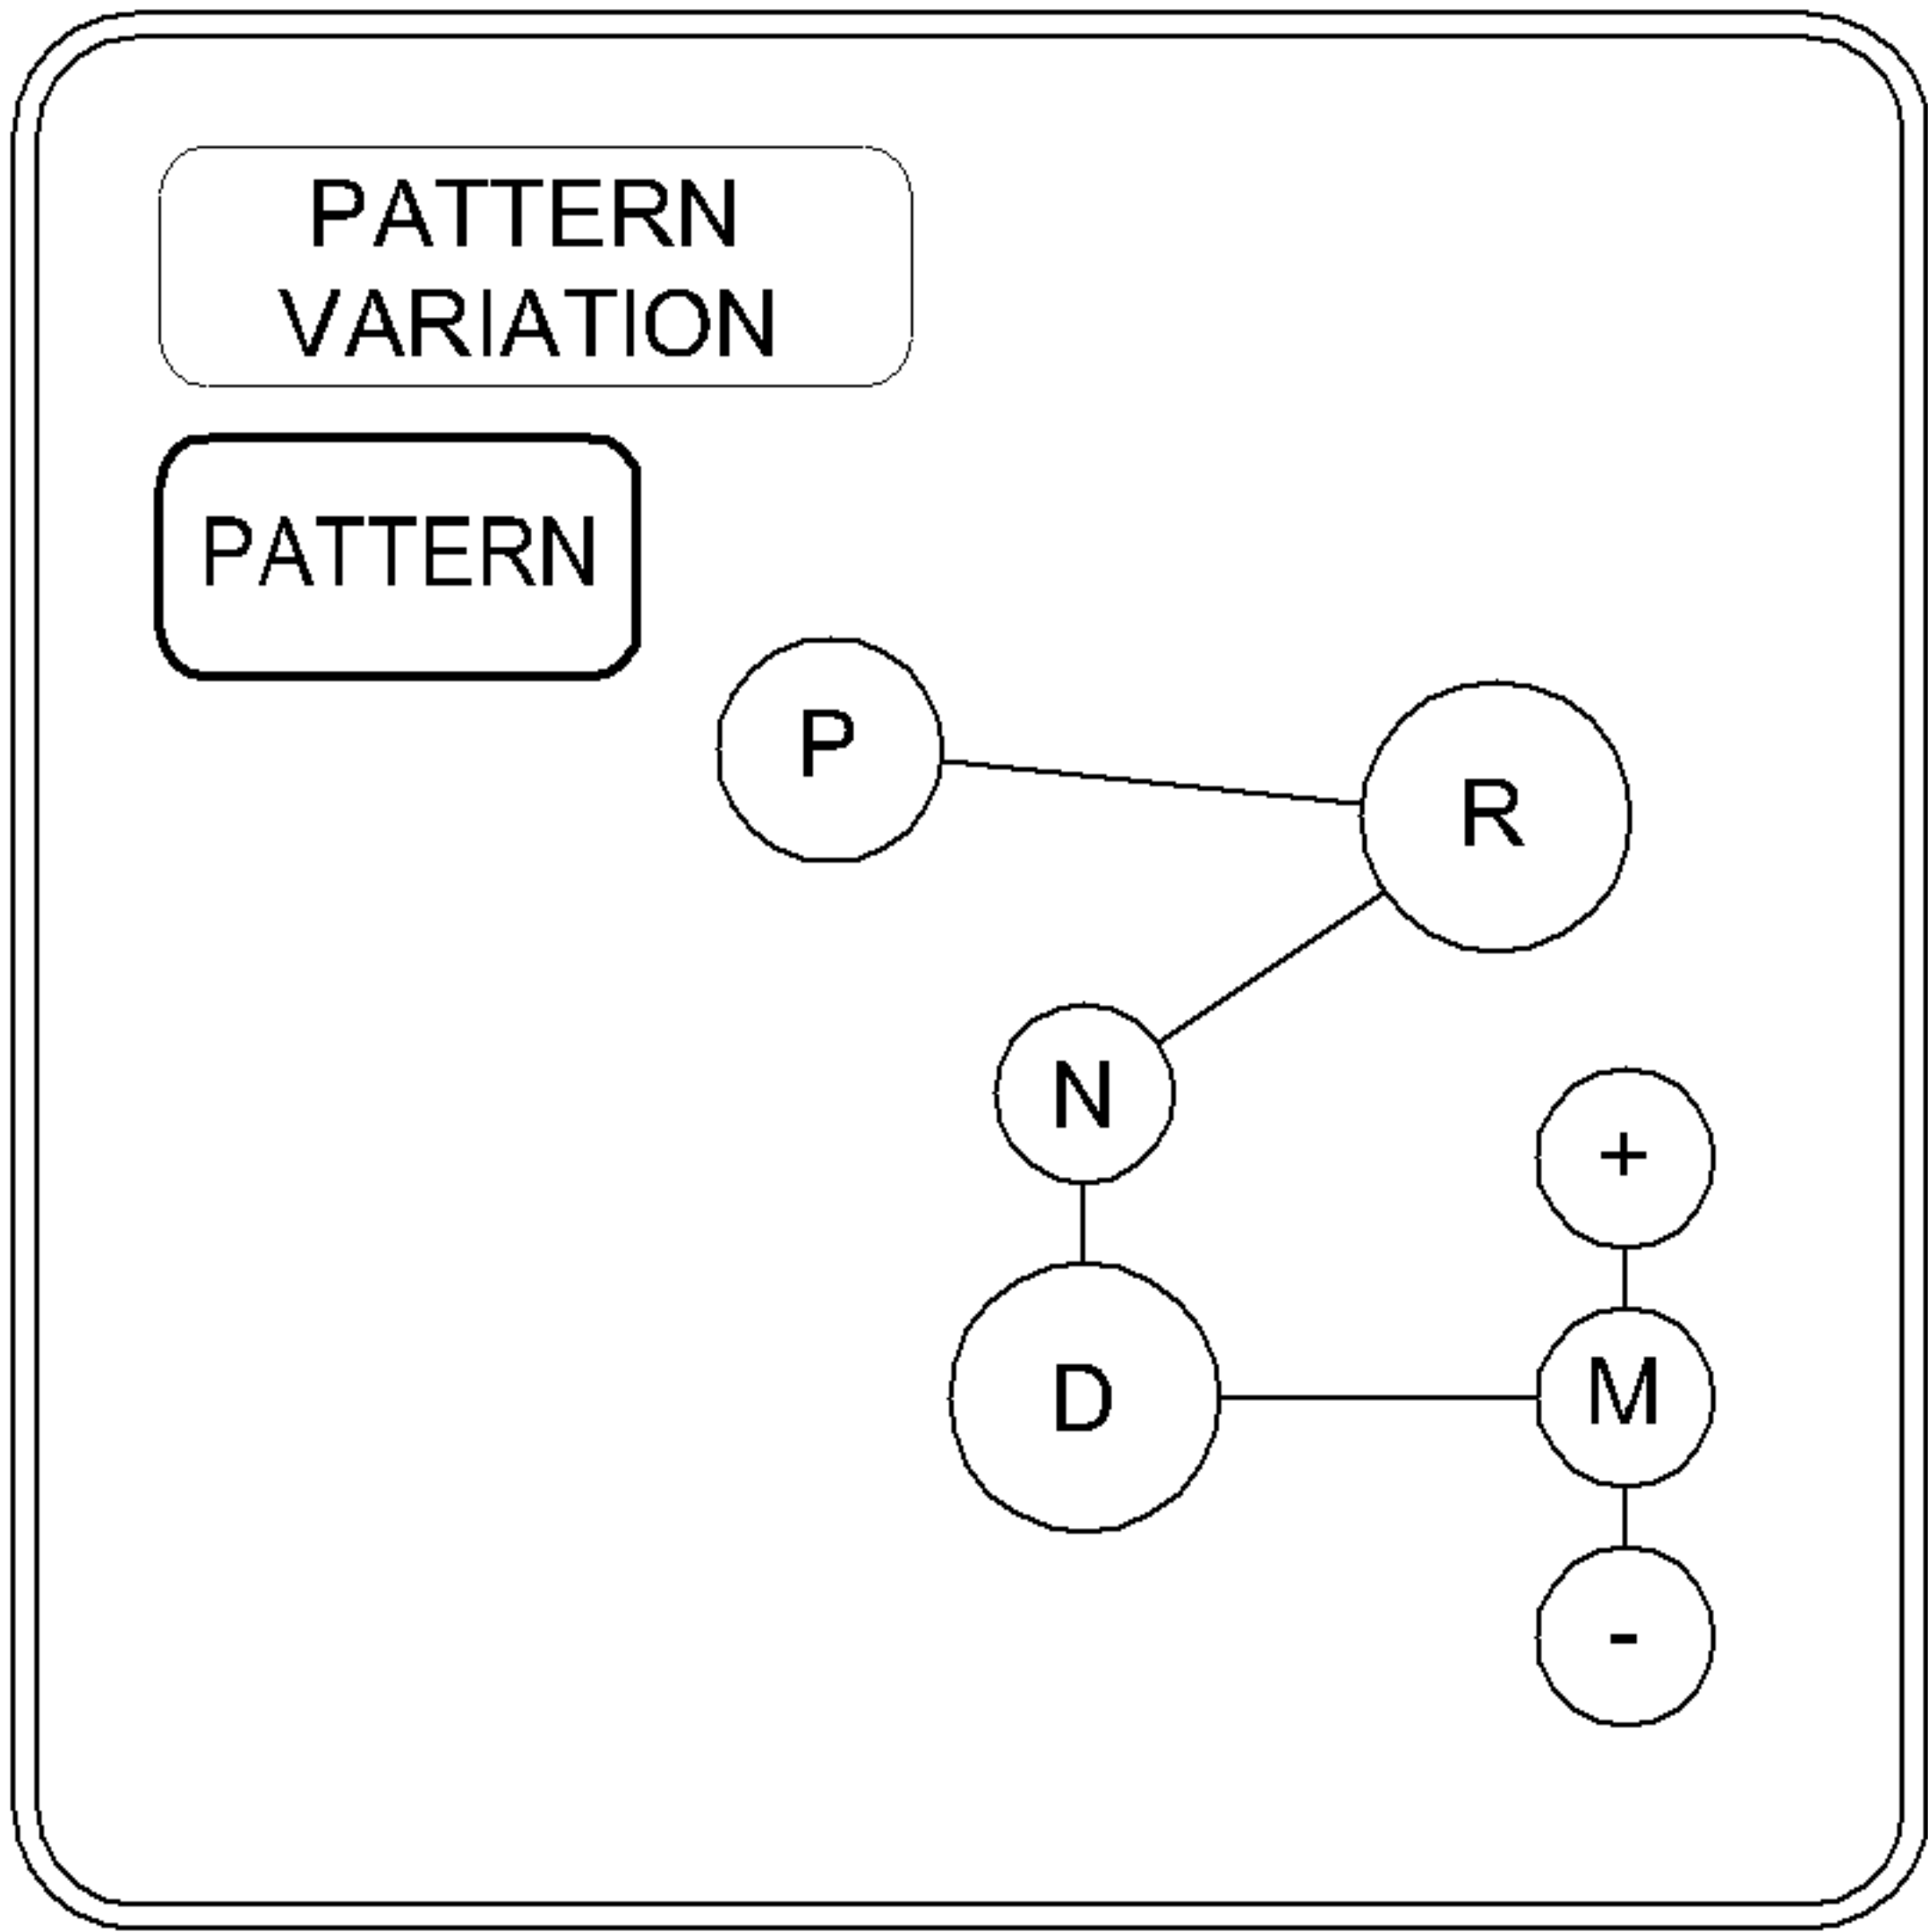 PATTERN
VARIATION
PATTERN
P
R
N
+
D
M
-